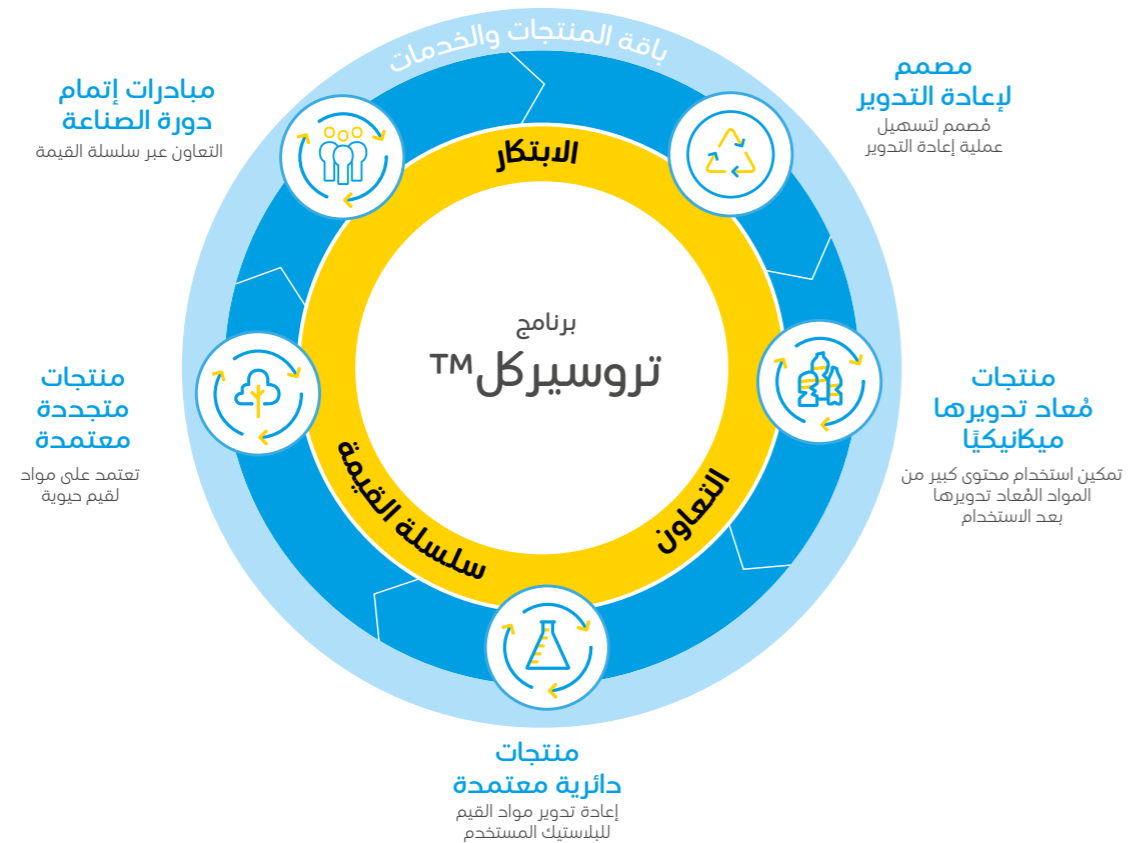 باقة المنتجات والخدمات
مصمم
لإعادة التدوير
مُصمم لتسهيل
عملية إعادة التدوير
مبادرات إتمام
دورة الصناعة
التعاون عبر سلسلة القيمة
الابتكار
برنامج
تروسيركل™
منتجات
مُعاد تدويرها
ميكانيكيًا
تمكين استخدام محتوى كبير من
المواد المُعاد تدويرها
بعد الاستخدام
منتجات
متجددة
معتمدة
تعتمد على مواد
لقيم حيوية
التعاون
سلسلة القيمة
منتجات
دائرية معتمدة
إعادة تدوير مواد القيم
للبلاستيك المستخدم